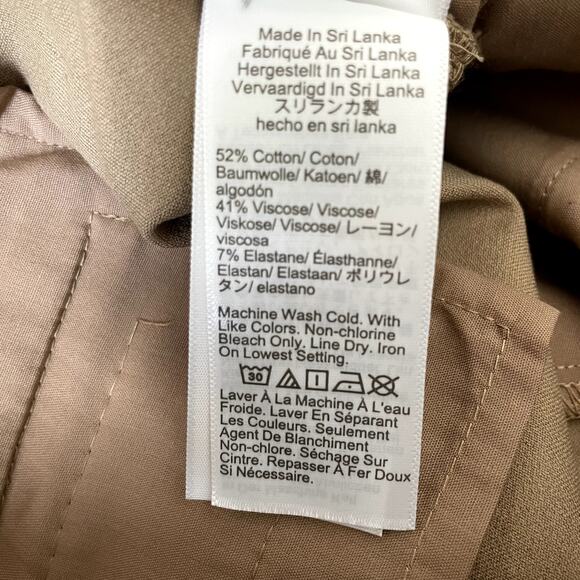 Made In Sri Lanka
Fabriqué Au Sri Lanka
Hergestellt In Sri Lanka
Vervaardigd In Sri Lanka
スリランカ製
hecho en sri lanka
52% Cotton/ Coton/
Baumwolle/ Katoen/ 綿/
algodón
41% Viscose/ Viscose/
Viskose/ Viscose/ レーヨン/
viscosa
7% Elastane/ Élasthanne/
Elastan/ Elastaan/ ポリウレ
タン/ elastano
Machine Wash Cold. With
Like Colors. Non-chlorine
Bleach Only. Line Dry. Iron
On Lowest Setting.
30
Laver À La Machine À L'eau
Froide. Laver En Séparant
Les Couleurs. Seulement
Agent De Blanchiment
Non-chlore. Séchage Sur
Cintre. Repasser À Fer Doux
Si Nécessaire.